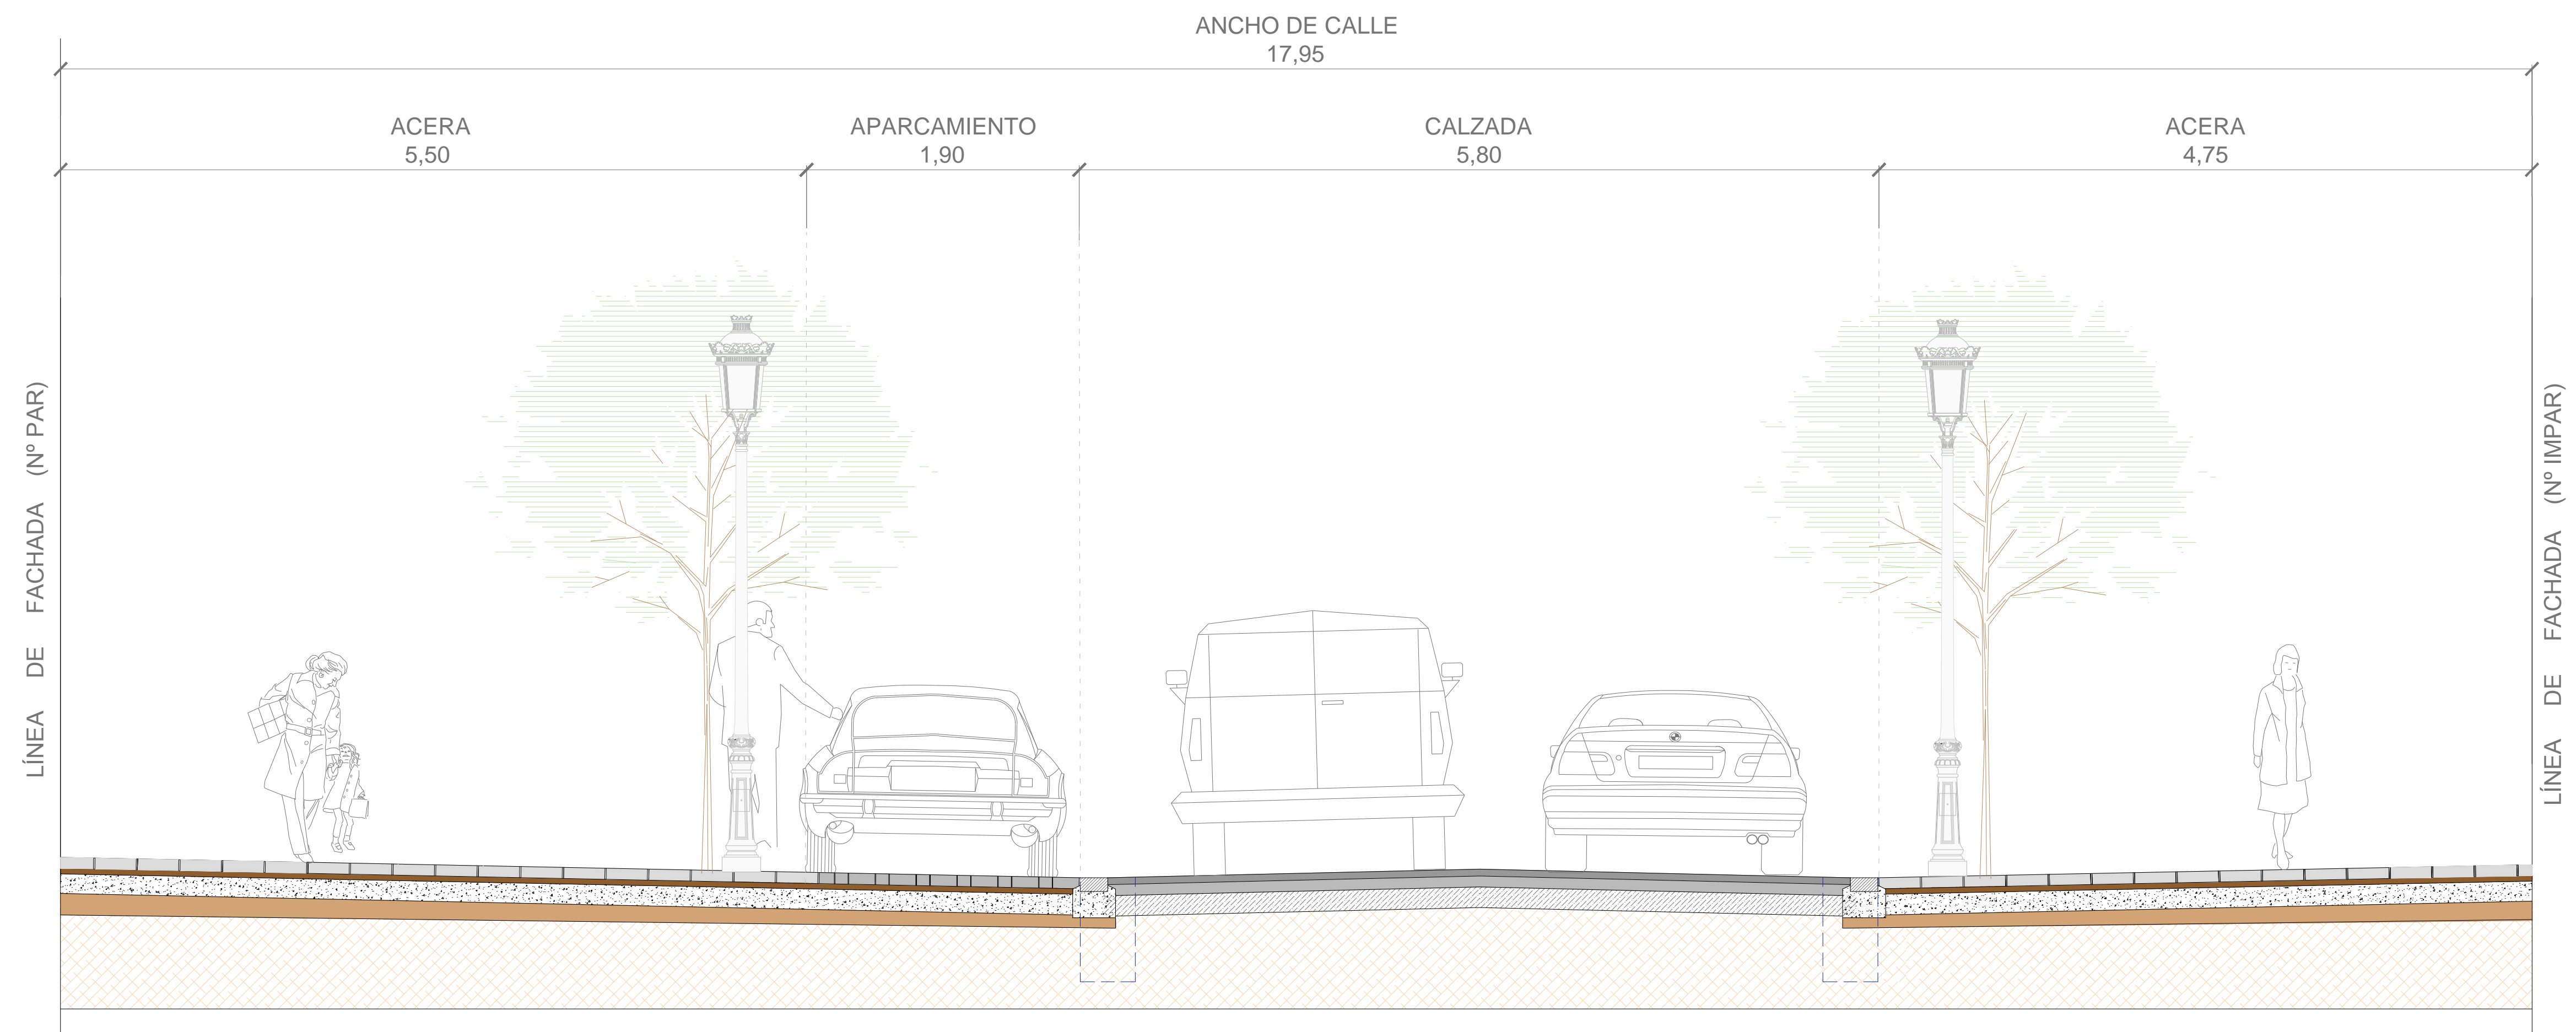 ANCHO DE CALLE
17,95
ACERA
5,50
APARCAMIENTO
1,90
CALZADA
5,80
ACERA
4,75
LÍNEA DE FACHADA (Nº PAR)
LÍNEA DE FACHADA (Nº IMPAR)